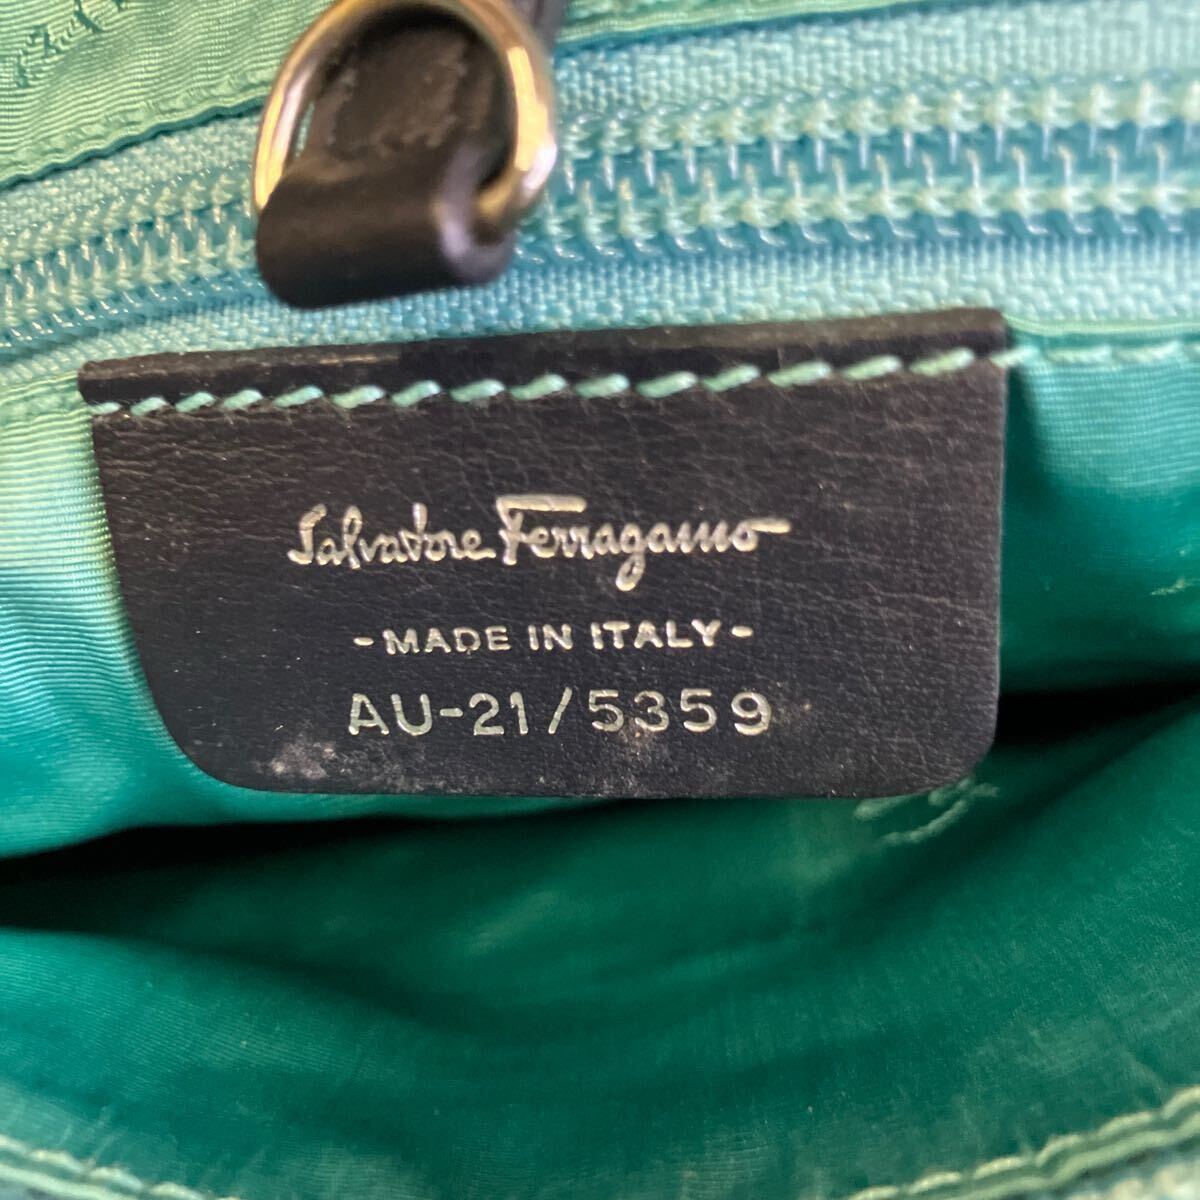 Salvatore Ferragamo
-MADE IN ITALY-
AU-21/5359